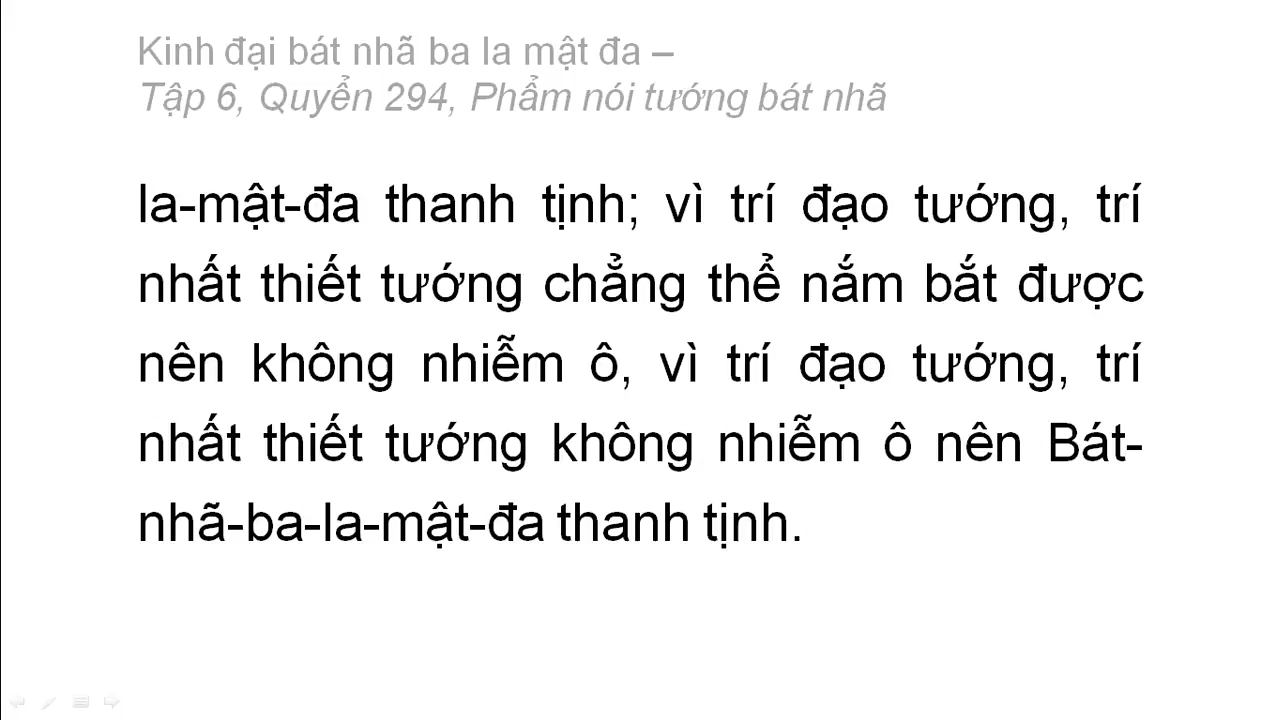 Kinh đại bát nhã ba la mật đa –
Tập 6, Quyển 294, Phẩm nói tướng bát nhã
la-mật-đa thanh tịnh; vì trí đạo tướng, trí
nhất thiết tướng chẳng thể nắm bắt được
nên không nhiễm ô, vì trí đạo tướng, trí
nhất thiết tướng không nhiễm ô nên Bát-
nhã-ba-la-mật-đa thanh tịnh.